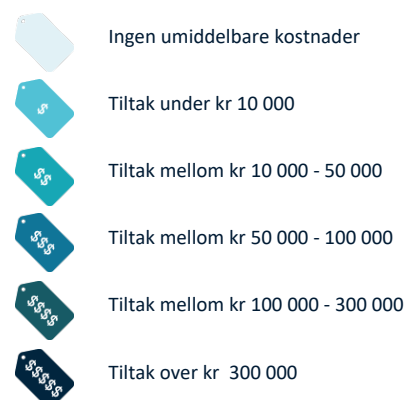 Ingen umiddelbare kostnader
$ Tiltak under kr 10 000
$$ Tiltak mellom kr 10 000 - 50 000
$$$ Tiltak mellom kr 50 000 - 100 000
$$$$ Tiltak mellom kr 100 000 - 300 000
$$$$$ Tiltak over kr  300 000